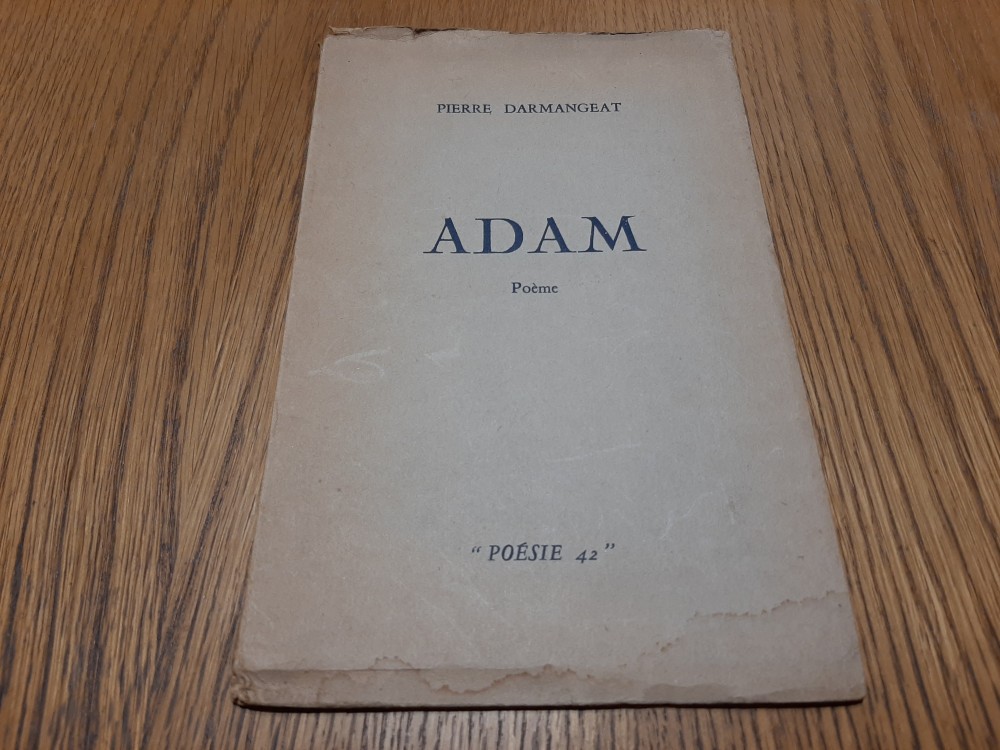 PIERRE DARMANGEAT
ADAM
Poème
“ POÉSIE 42 ”